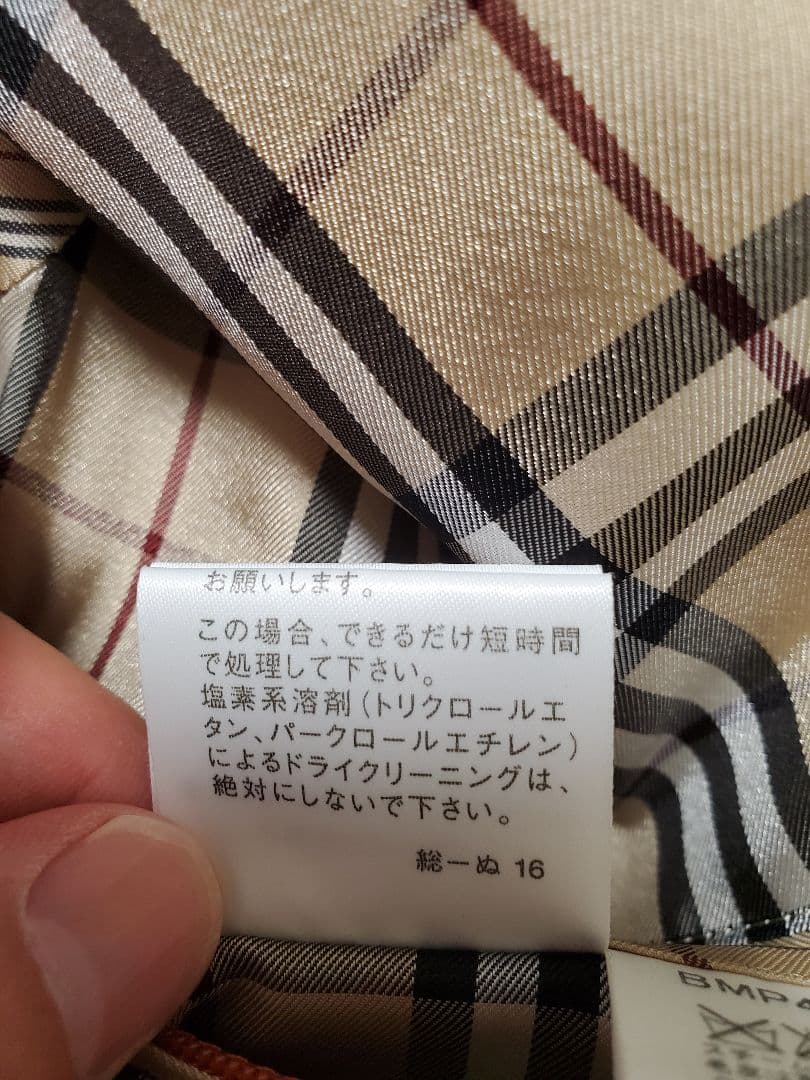 お願いします。
この場合、できるだけ短時間
で処理して下さい。
塩素系溶剤(トリクロールエ
タン、パークロールエチレン)
によるドライクリーニングは、
絶対にしないで下さい。
総ーぬ 16
BMP4